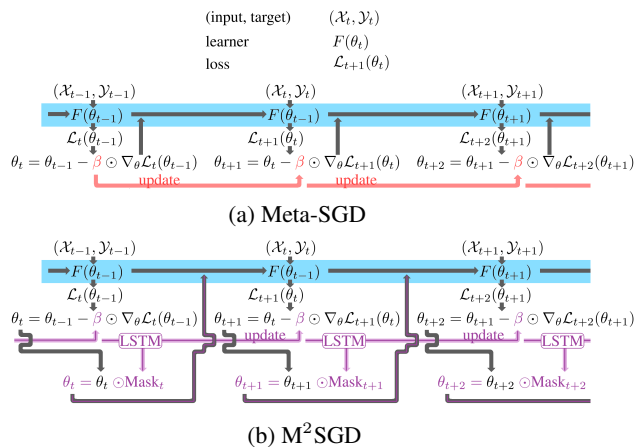 (input, target) (𝒳_t, 𝒴_t)
learner F(θ_t)
loss ℒ_{t+1}(θ_t)
(𝒳_{t−1}, 𝒴_{t−1}) (𝒳_t, 𝒴_t) (𝒳_{t+1}, 𝒴_{t+1})
F(θ_{t−1}) F(θ_{t−1}) F(θ_{t+1})
ℒ_t(θ_{t−1}) ℒ_{t+1}(θ_t) ℒ_{t+2}(θ_{t+1})
θ_t = θ_{t−1} − β ⊙ ∇_θℒ_t(θ_{t−1}) θ_{t+1} = θ_t − β ⊙ ∇_θℒ_{t+1}(θ_t) θ_{t+2} = θ_{t+1} − β ⊙ ∇_θℒ_{t+2}(θ_{t+1})
update update
(a) Meta-SGD
(𝒳_{t−1}, 𝒴_{t−1}) (𝒳_t, 𝒴_t) (𝒳_{t+1}, 𝒴_{t+1})
F(θ_{t−1}) F(θ_{t−1}) F(θ_{t+1})
ℒ_t(θ_{t−1}) ℒ_{t+1}(θ_t) ℒ_{t+2}(θ_{t+1})
θ_t = θ_{t−1} − β ⊙ ∇_θℒ_t(θ_{t−1}) θ_{t+1} = θ_t − β ⊙ ∇_θℒ_{t+1}(θ_t) θ_{t+2} = θ_{t+1} − β ⊙ ∇_θℒ_{t+2}(θ_{t+1})
LSTM update LSTM update LSTM
θ_t = θ_t ⊙Mask_t θ_{t+1} = θ_{t+1} ⊙Mask_{t+1} θ_{t+2} = θ_{t+2} ⊙Mask_{t+2}
(b) M²SGD